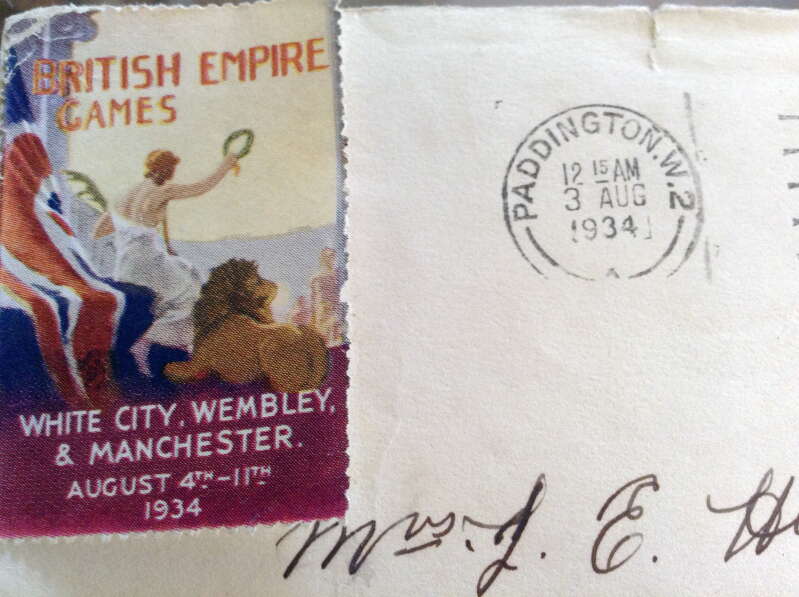 BRITISH EMPIRE
GAMES
WHITE CITY, WEMBLEY,
& MANCHESTER.
AUGUST 4TH-11TH
1934
PADDINGTON.W.2
12 15 AM
3 AUG
1934
A
J. E. H